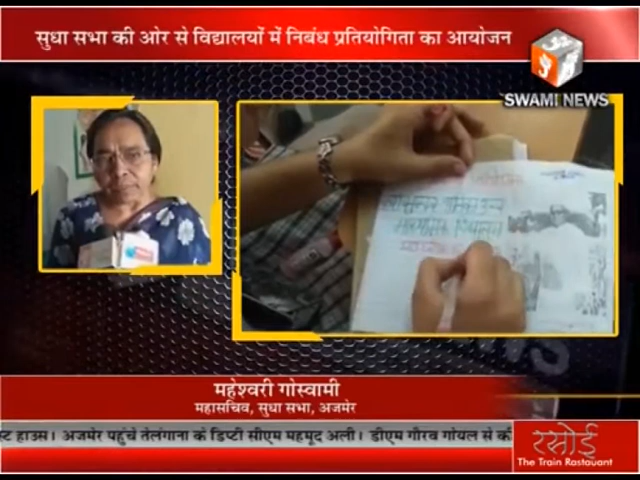 सुधा सभा की ओर से विद्यालयों में निबंध प्रतियोगिता का आयोजन
SWAMI NEWS
महेश्वरी गोस्वामी
महासचिव, सुधा सभा, अजमेर
स्ट हाउस। अजमेर पहुंचे तेलंगाना के डिप्टी सीएम महमूद अली। डीएम गौरव गोयल से की
रसोई
The Train Rastauant